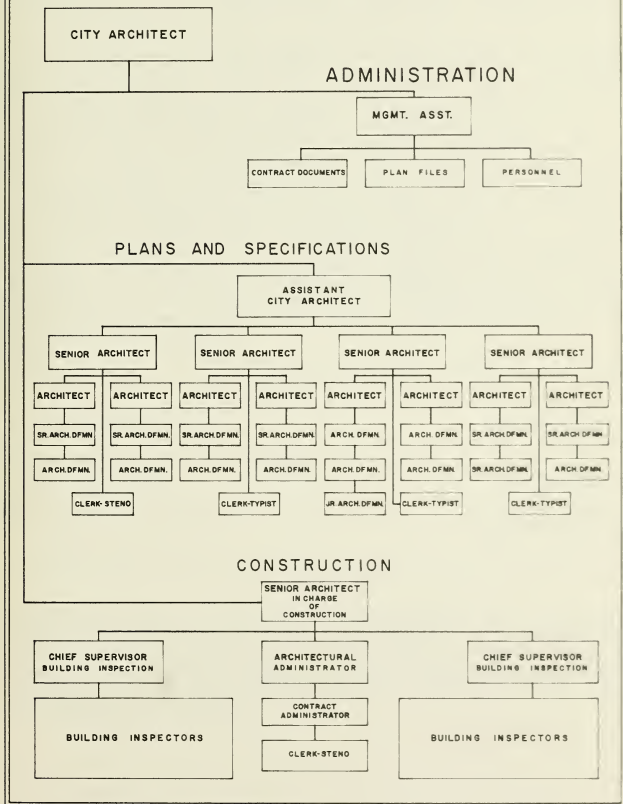 CITY ARCHITECT
ADMINISTRATION
MGMT. ASST.
CONTRACT DOCUMENTS PLAN FILES PERSONNEL
PLANS AND SPECIFICATIONS
ASSISTANT
CITY ARCHITECT
SENIOR ARCHITECT SENIOR ARCHITECT SENIOR ARCHITECT SENIOR ARCHITECT
ARCHITECT ARCHITECT ARCHITECT ARCHITECT ARCHITECT ARCHITECT ARCHITECT ARCHITECT
SR.ARCH.DFMN. SR.ARCH.DFMN. SR.ARCH.DFMN. SR.ARCH.DFMN. ARCH. DFMN. ARCH. DFMN. SR.ARCH.DFMN. SR.ARCH.DFMN.
ARCH. DFMN. ARCH. DFMN. ARCH. DFMN. ARCH. DFMN. ARCH. DFMN. ARCH. DFMN. SR.ARCH.DFMN. ARCH. DFMN.
CLERK-STENO CLERK-TYPIST JR.ARCH.DFMN. CLERK-TYPIST CLERK-TYPIST
CONSTRUCTION
SENIOR ARCHITECT
IN CHARGE
OF
CONSTRUCTION
CHIEF SUPERVISOR
BUILDING INSPECTION
ARCHITECTURAL
ADMINISTRATOR
CHIEF SUPERVISOR
BUILDING INSPECTION
BUILDING INSPECTORS
CONTRACT
ADMINISTRATOR
CLERK-STENO
BUILDING INSPECTORS